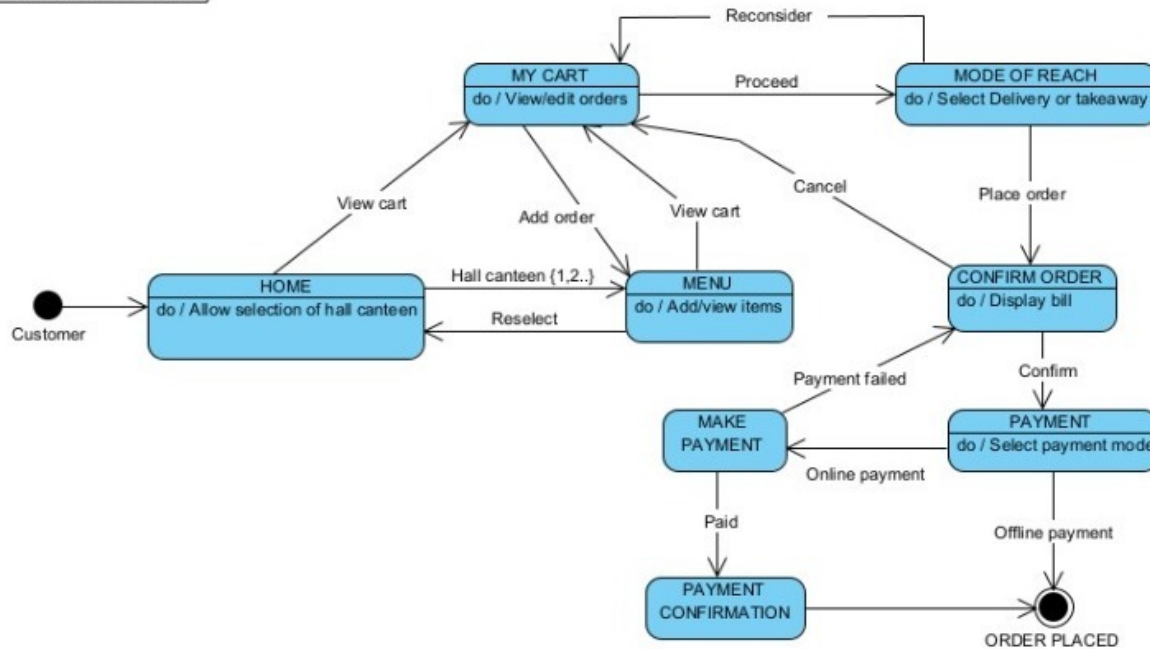 Reconsider
MY CART
do / View/edit orders
Proceed
MODE OF REACH
do / Select Delivery or takeaway
View cart
Add order
View cart
Cancel
Place order
Customer
HOME
do / Allow selection of hall canteen
Hall canteen {1,2..}
Reselect
MENU
do / Add/view items
CONFIRM ORDER
do / Display bill
Payment failed
Confirm
MAKE
PAYMENT
Online payment
PAYMENT
do / Select payment mode
Paid
Offline payment
PAYMENT
CONFIRMATION
ORDER PLACED